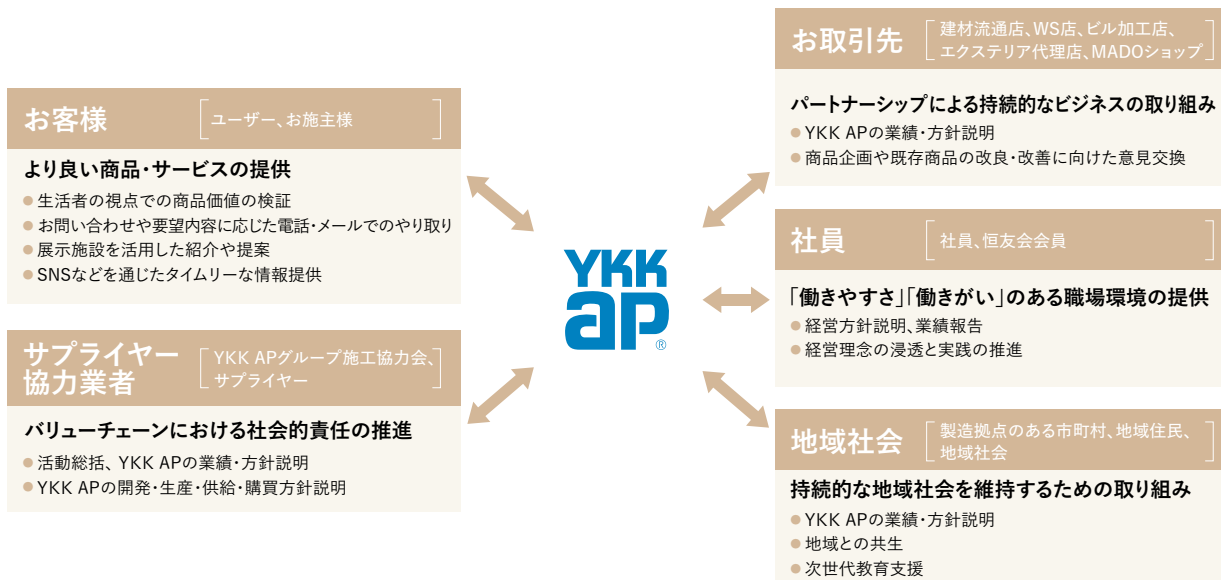 お客様
ユーザー、お施主様
より良い商品・サービスの提供
● 生活者の視点での商品価値の検証
● お問い合わせや要望内容に応じた電話・メールでのやり取り
● 展示施設を活用した紹介や提案
● SNSなどを通じたタイムリーな情報提供
サプライヤー
協力業者
YKK APグループ施工協力会、
サプライヤー
バリューチェーンにおける社会的責任の推進
● 活動総括、YKK APの業績・方針説明
● YKK APの開発・生産・供給・購買方針説明
YKK
ap®
お取引先
建材流通店、WS店、ビル加工店、
エクステリア代理店、MADOショップ
パートナーシップによる持続的なビジネスの取り組み
● YKK APの業績・方針説明
● 商品企画や既存商品の改良・改善に向けた意見交換
社員
社員、恒友会会員
「働きやすさ」「働きがい」のある職場環境の提供
● 経営方針説明、業績報告
● 経営理念の浸透と実践の推進
地域社会
製造拠点のある市町村、地域住民、
地域社会
持続的な地域社会を維持するための取り組み
● YKK APの業績・方針説明
● 地域との共生
● 次世代教育支援